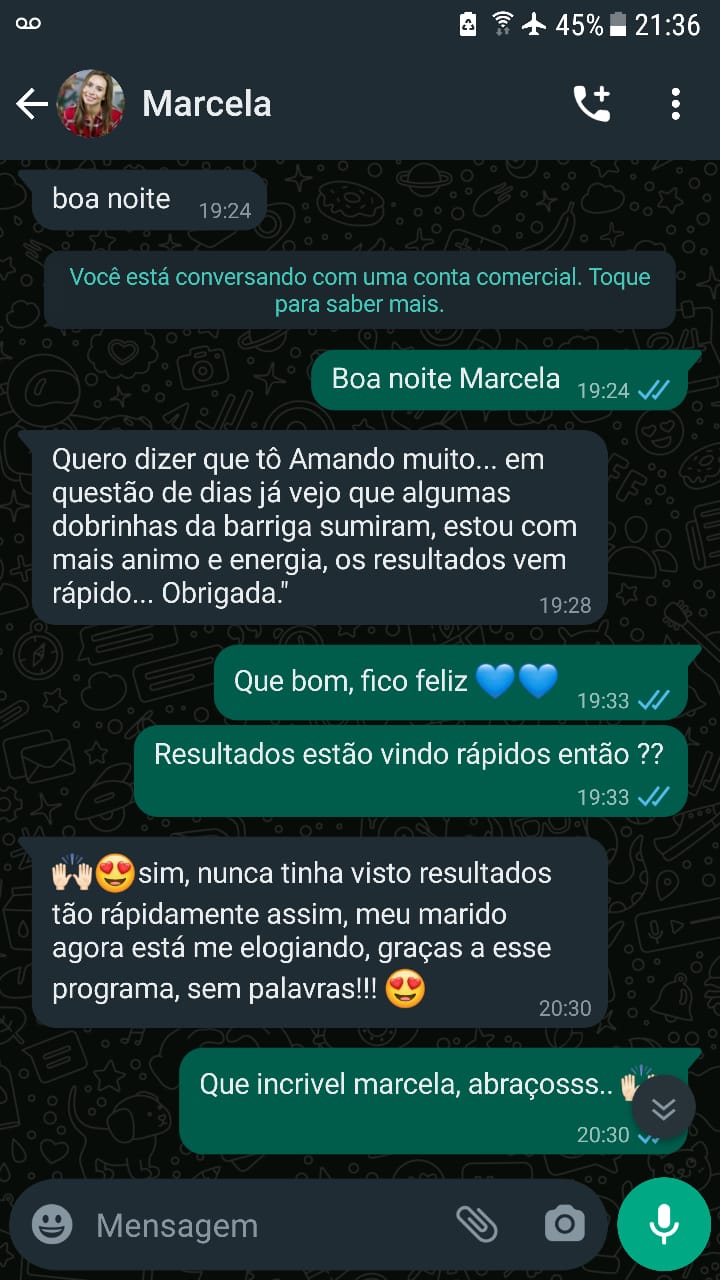 45% 21:36
Marcela
boa noite 19:24
Você está conversando com uma conta comercial. Toque
para saber mais.
Boa noite Marcela 19:24
Quero dizer que tô Amando muito... em
questão de dias já vejo que algumas
dobrinhas da barriga sumiram, estou com
mais animo e energia, os resultados vem
rápido... Obrigada."
19:28
Que bom, fico feliz 💙💙
19:33
Resultados estão vindo rápidos então ??
19:33
🙌🏻😍sim, nunca tinha visto resultados
tão rápidamente assim, meu marido
agora está me elogiando, graças a esse
programa, sem palavras!!! 😍
20:30
Que incrivel marcela, abraçosss.. 🙌🏻
20:30
Mensagem